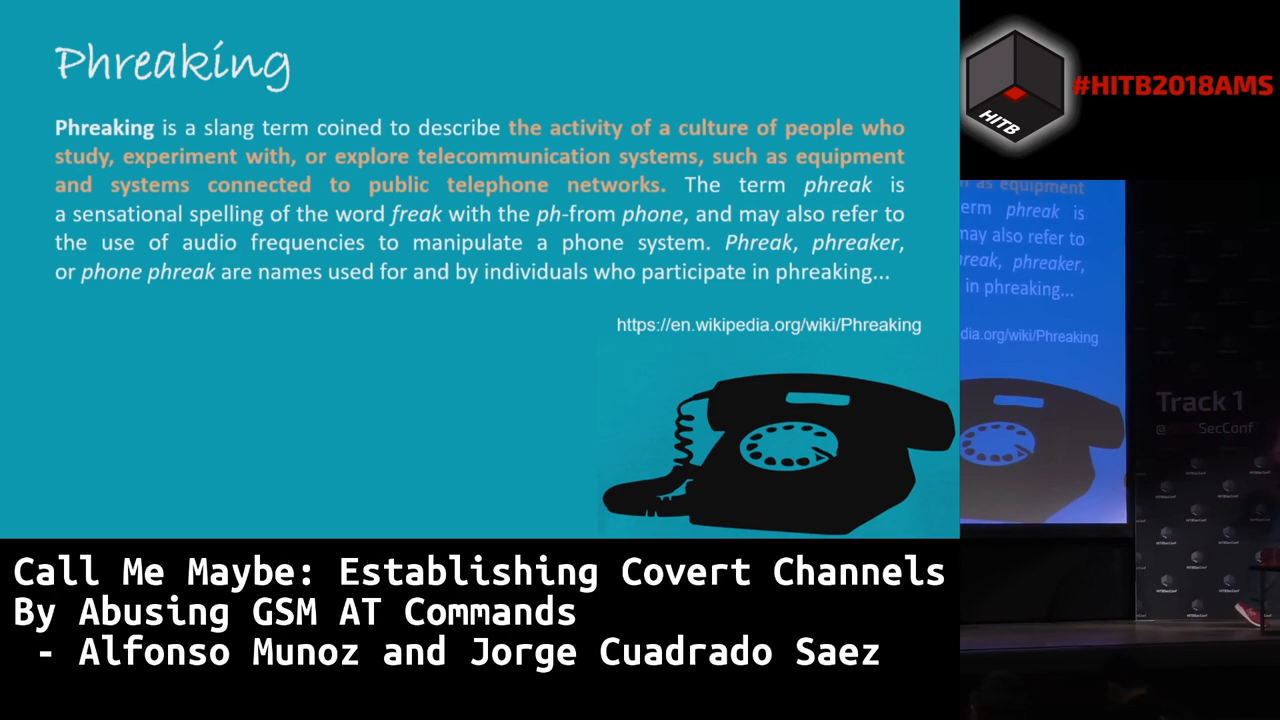 Phreaking
Phreaking is a slang term coined to describe the activity of a culture of people who
study, experiment with, or explore telecommunication systems, such as equipment
and systems connected to public telephone networks. The term phreak is
a sensational spelling of the word freak with the ph-from phone, and may also refer to
the use of audio frequencies to manipulate a phone system. Phreak, phreaker,
or phone phreak are names used for and by individuals who participate in phreaking...
https://en.wikipedia.org/wiki/Phreaking
HITB
#HITB2018AMS
as equipment
erm phreak is
may also refer to
reak, phreaker,
in phreaking...
dia.org/wiki/Phreaking
Track 1
@ SecConf
Call Me Maybe: Establishing Covert Channels
By Abusing GSM AT Commands
- Alfonso Munoz and Jorge Cuadrado Saez